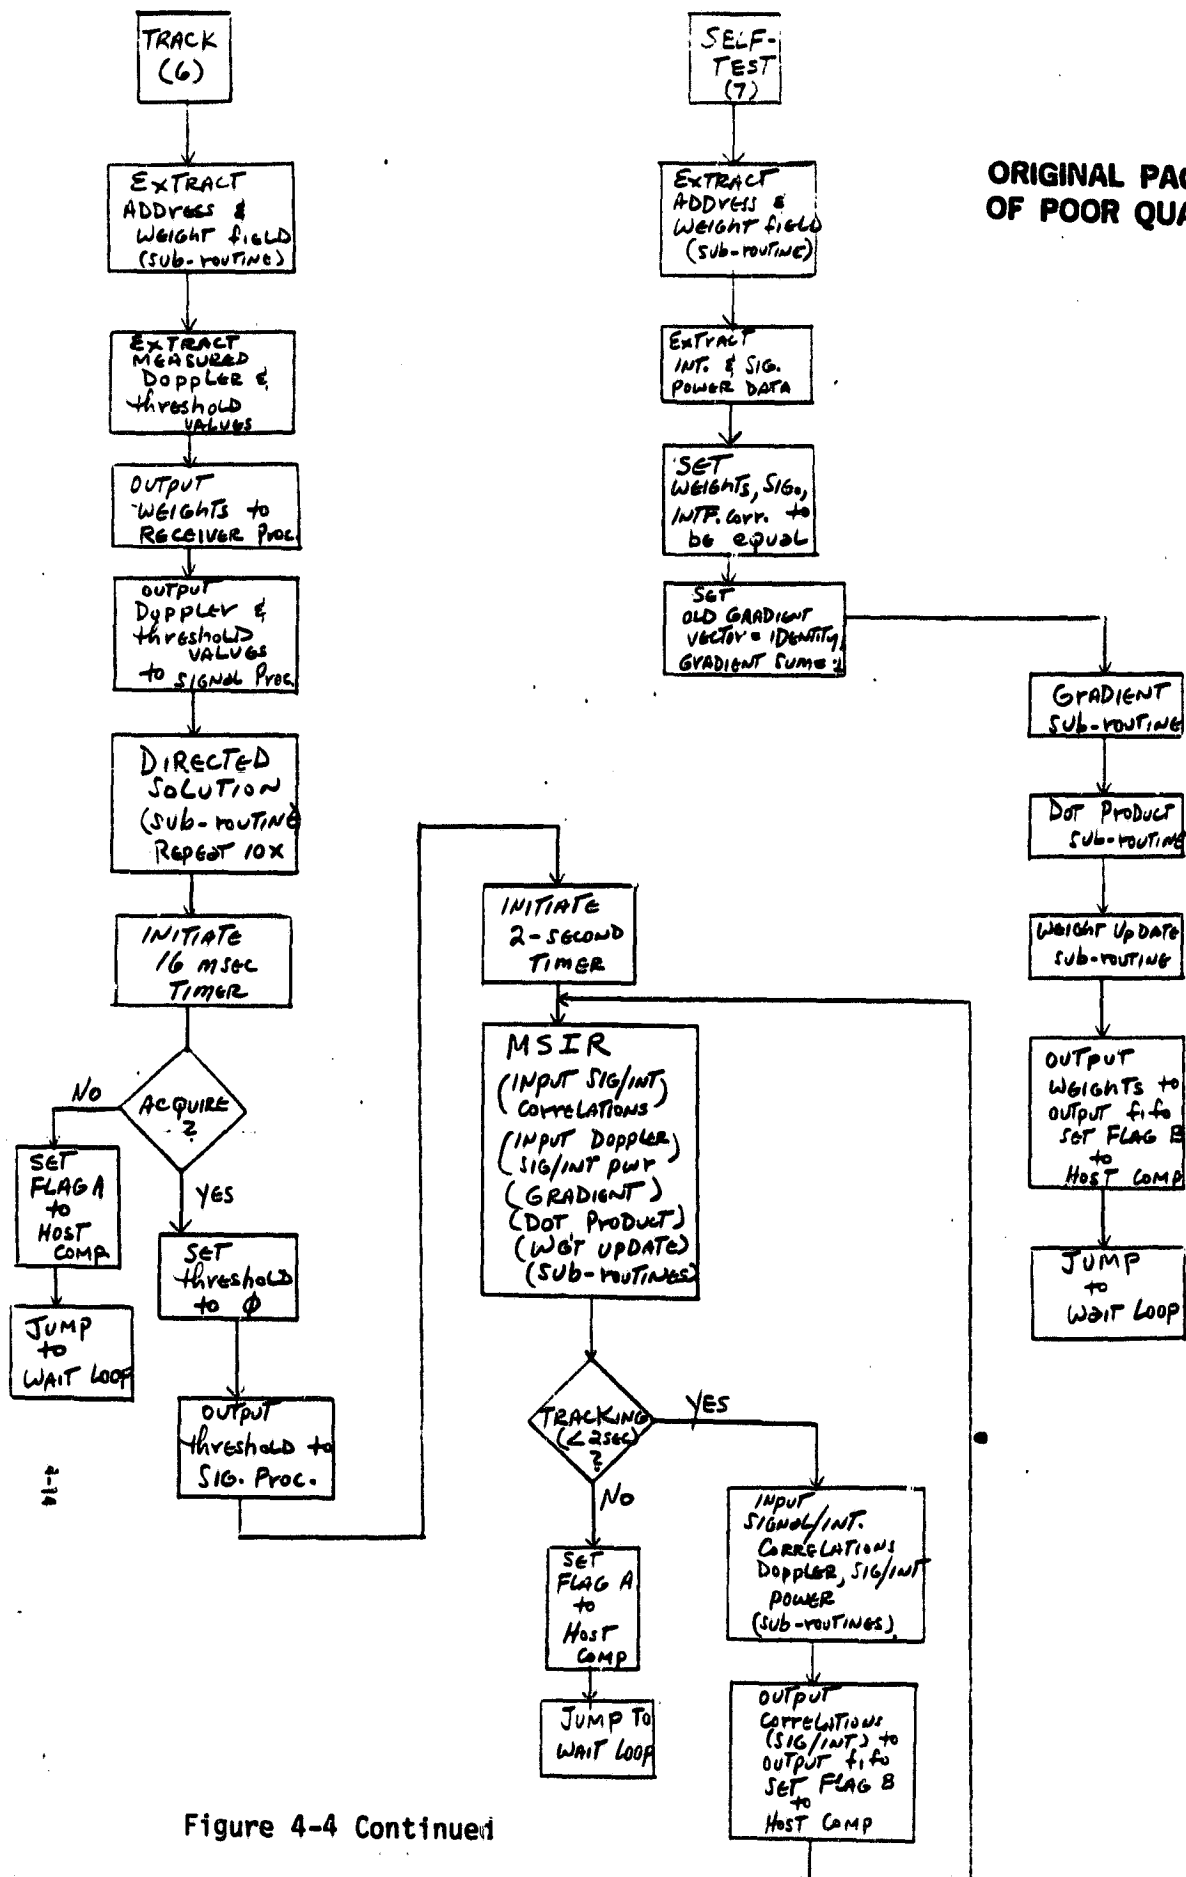 TRACK
(6)
EXTRACT
ADDRESS &
WEIGHT FIELD
(SUB-ROUTINE)
EXTRACT
MEASURED
DOPPLER &
THRESHOLD
VALUES
OUTPUT
WEIGHTS to
RECEIVER PROC.
OUTPUT
DOPPLER &
THRESHOLD
VALUES
to SIGNAL PROC.
DIRECTED
SOLUTION
(SUB-ROUTINE
REPEAT 10X
INITIATE
16 MSEC
TIMER
ACQUIRE
?
NO
SET
FLAG A
to
HOST
COMP.
JUMP
to
WAIT LOOP
YES
SET
THRESHOLD
to Ø
OUTPUT
THRESHOLD to
SIG. PROC.
INITIATE
2-SECOND
TIMER
MSIR
(INPUT SIG/INT
CORRELATIONS)
(INPUT DOPPLER
SIG/INT PWR)
(GRADIENT)
(DOT PRODUCT)
(WGT UPDATE)
(SUB-ROUTINES)
TRACKING
(<2SEC)
?
NO
SET
FLAG A
to
HOST
COMP
JUMP TO
WAIT LOOP
YES
INPUT
SIGNAL/INT.
CORRELATIONS
DOPPLER, SIG/INT
POWER
(SUB-ROUTINES)
OUTPUT
CORRELATIONS
(SIG/INT) to
OUTPUT fifo
SET FLAG B
to
HOST COMP
SELF-
TEST
(7)
EXTRACT
ADDRESS &
WEIGHT FIELD
(SUB-ROUTINE)
EXTRACT
INT. & SIG.
POWER DATA
SET
WEIGHTS, SIG.,
INTF. CORR. to
BE EQUAL
SET
OLD GRADIENT
VECTOR = IDENTITY,
GRADIENT SUM = 1
GRADIENT
SUB-ROUTINE
DOT PRODUCT
SUB-ROUTINE
WEIGHT UPDATE
SUB-ROUTINE
OUTPUT
WEIGHTS to
OUTPUT fifo
SET FLAG B
to
HOST COMP
JUMP
to
WAIT LOOP
ORIGINAL PAG
OF POOR QUA
4-14
Figure 4-4 Continued